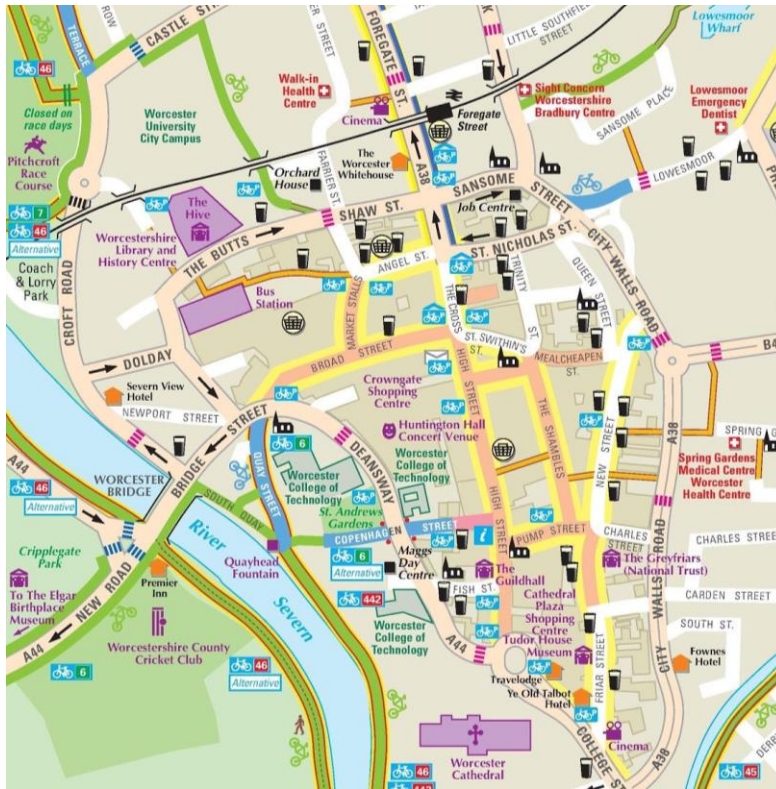 46
TERRACE
ROW
CASTLE STREET
FARRIER ST.
FOREGATE ST.
LITTLE SOUTHFIELD
STREET
Lowesmoor
Wharf
Walk-in
Health
Centre
Cinema
Foregate
Street
Sight Concern
Worcestershire
Bradbury Centre
SANSOME PLACE
Lowesmoor
Emergency
Dentist
Closed on
race days
Worcester
University
City Campus
Pitchcroft
Race
Course
Orchard
House
The
Worcester
Whitehouse
A38
SANSOME STREET
LOWESMOOR
7
46
Alternative
Coach
& Lorry
Park
The
Hive
Worcestershire
Library and
History Centre
SHAW ST.
THE BUTTS
Job Centre
ST. NICHOLAS ST.
CITY WALLS ROAD
CROFT ROAD
Bus
Station
ANGEL ST.
MARKET STALLS
THE CROSS
TRINITY
ST.
QUEEN STREET
DOLDAY
BROAD STREET
ST. SWITHIN'S
ST.
MEALCHEAPEN
ST.
Severn View
Hotel
NEWPORT STREET
Crowngate
Shopping
Centre
HIGH STREET
THE SHAMBLES
NEW STREET
A38
BRIDGE STREET
6
DEANSWAY
Huntington Hall
Concert Venue
SPRING G
Spring Gardens
Medical Centre
Worcester
Health Centre
A44
46
Alternative
WORCESTER
BRIDGE
QUAY STREET
Worcester
College of
Technology
Worcester
College of
Technology
St. Andrews
Gardens
SOUTH QUAY
COPENHAGEN STREET
HIGH STREET
PUMP STREET
CHARLES
STREET
CHARLES STREE
Cripplegate
Park
River
Severn
Quayhead
Fountain
6
Alternative
442
Maggs
Day
Centre
i
The
Guildhall
FISH ST.
The Greyfriars
(National Trust)
To The Elgar
Birthplace
Museum
Premier
Inn
NEW ROAD
A44
Worcestershire County
Cricket Club
Worcester
College of
Technology
A44
Cathedral
Plaza
Shopping
Centre
Tudor House
Museum
CITY WALLS ROAD
CARDEN STREET
SOUTH ST.
Fownes
Hotel
6
46
Alternative
Travelodge
Ye Old Talbot
Hotel
FRIAR STREET
COLLEGE S
Cinema
A38
Worcester
Cathedral
46
45